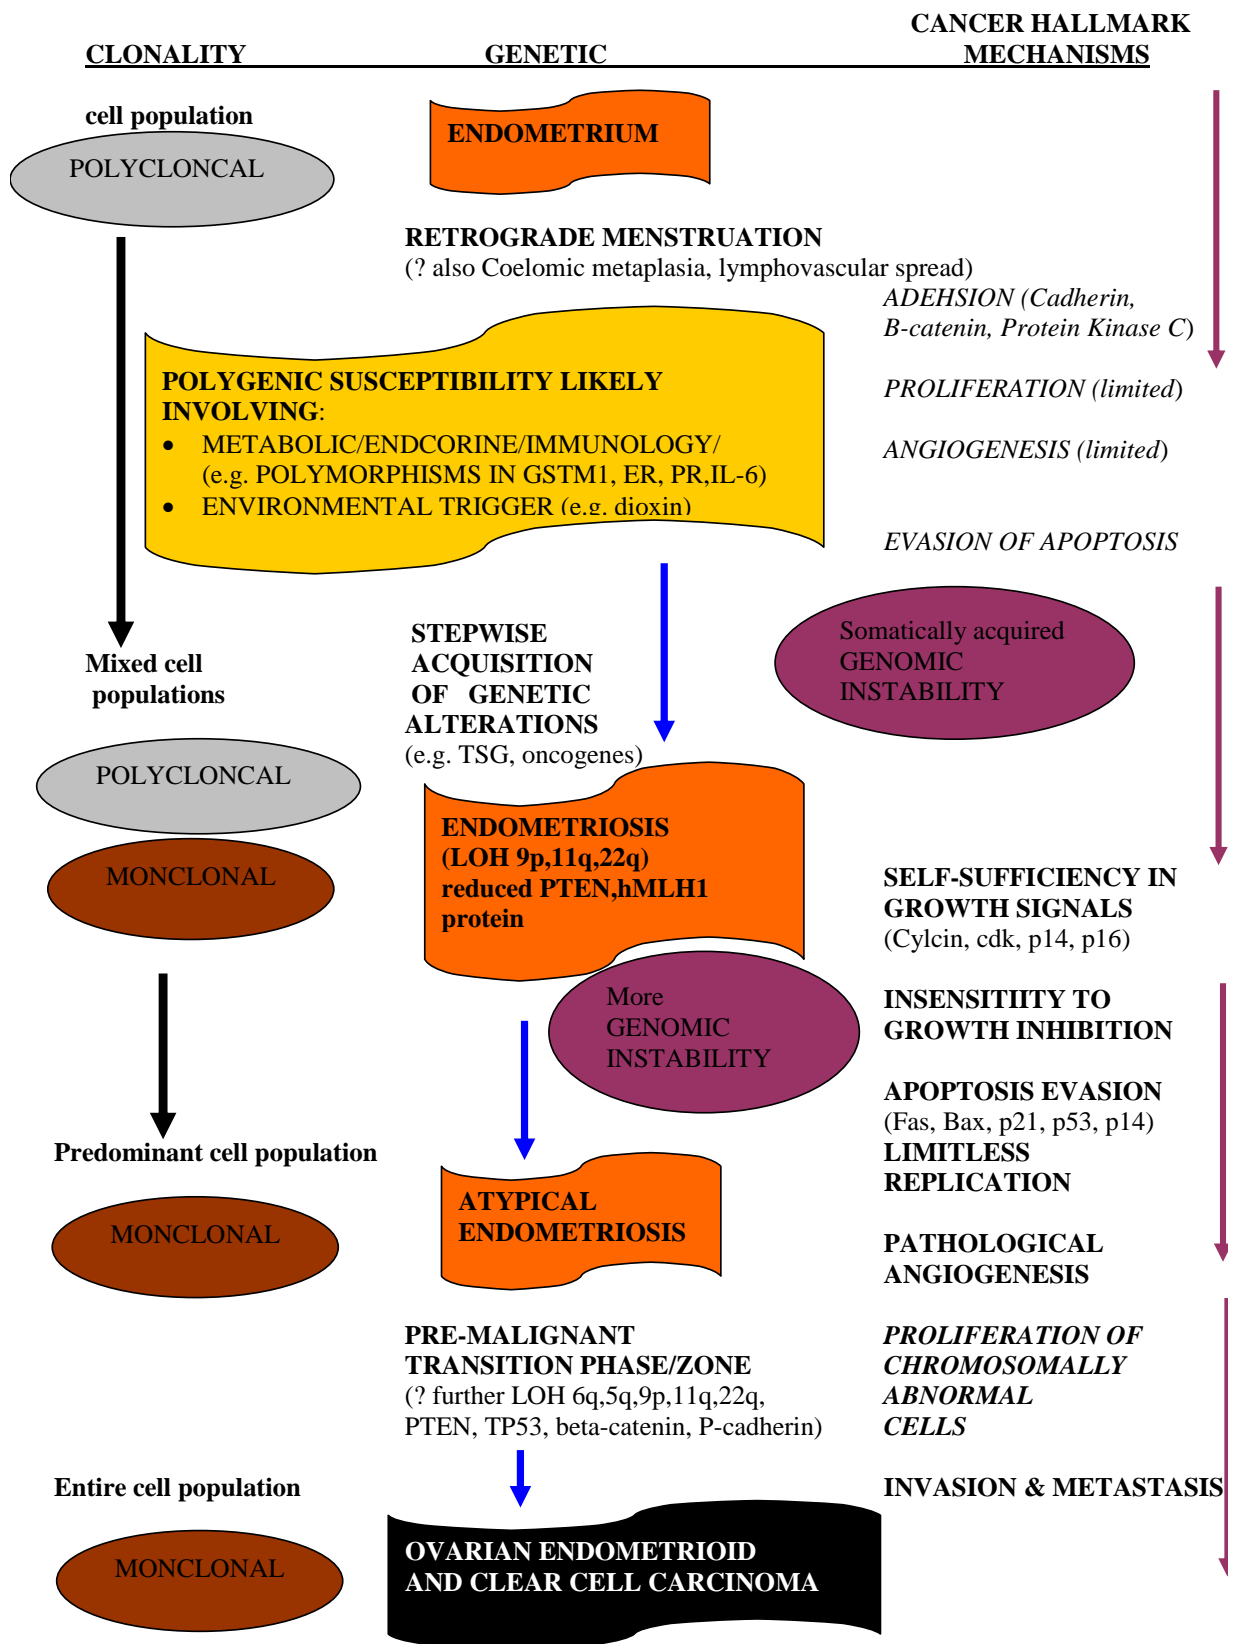 CLONALITY
GENETIC
CANCER HALLMARK
MECHANISMS
cell population
POLYCLONCAL
ENDOMETRIUM
RETROGRADE MENSTRUATION
(? also Coelomic metaplasia, lymphovascular spread)
ADEHSION (Cadherin,
B-catenin, Protein Kinase C)
PROLIFERATION (limited)
ANGIOGENESIS (limited)
EVASION OF APOPTOSIS
POLYGENIC SUSCEPTIBILITY LIKELY
INVOLVING:
• METABOLIC/ENDCORINE/IMMUNOLOGY/
(e.g. POLYMORPHISMS IN GSTM1, ER, PR,IL-6)
• ENVIRONMENTAL TRIGGER (e.g. dioxin)
Somatically acquired
GENOMIC
INSTABILITY
STEPWISE
ACQUISITION
OF GENETIC
ALTERATIONS
(e.g. TSG, oncogenes)
Mixed cell
populations
POLYCLONCAL
MONCLONAL
ENDOMETRIOSIS
(LOH 9p,11q,22q)
reduced PTEN,hMLH1
protein
SELF-SUFFICIENCY IN
GROWTH SIGNALS
(Cylcin, cdk, p14, p16)
More
GENOMIC
INSTABILITY
INSENSITIITY TO
GROWTH INHIBITION
APOPTOSIS EVASION
(Fas, Bax, p21, p53, p14)
LIMITLESS
REPLICATION
Predominant cell population
MONCLONAL
ATYPICAL
ENDOMETRIOSIS
PATHOLOGICAL
ANGIOGENESIS
PRE-MALIGNANT
TRANSITION PHASE/ZONE
(? further LOH 6q,5q,9p,11q,22q,
PTEN, TP53, beta-catenin, P-cadherin)
PROLIFERATION OF
CHROMOSOMALLY
ABNORMAL
CELLS
Entire cell population
MONCLONAL
INVASION & METASTASIS
OVARIAN ENDOMETRIOID
AND CLEAR CELL CARCINOMA